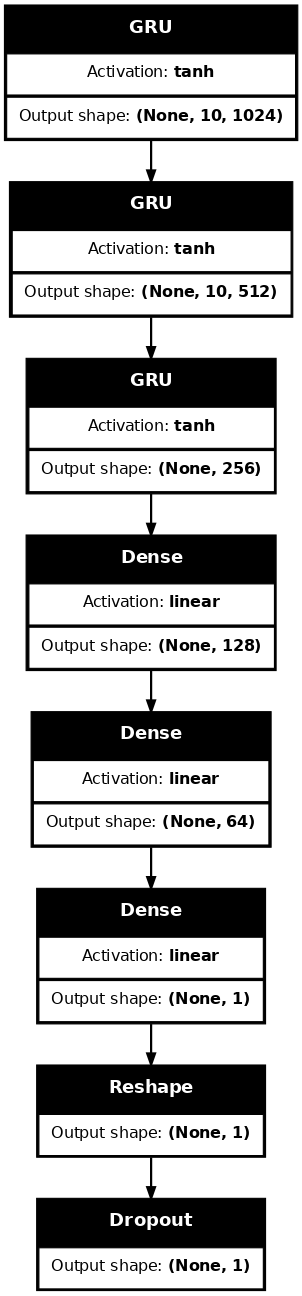 GRU
Activation: tanh
Output shape: (None, 10, 1024)
GRU
Activation: tanh
Output shape: (None, 10, 512)
GRU
Activation: tanh
Output shape: (None, 256)
Dense
Activation: linear
Output shape: (None, 128)
Dense
Activation: linear
Output shape: (None, 64)
Dense
Activation: linear
Output shape: (None, 1)
Reshape
Output shape: (None, 1)
Dropout
Output shape: (None, 1)